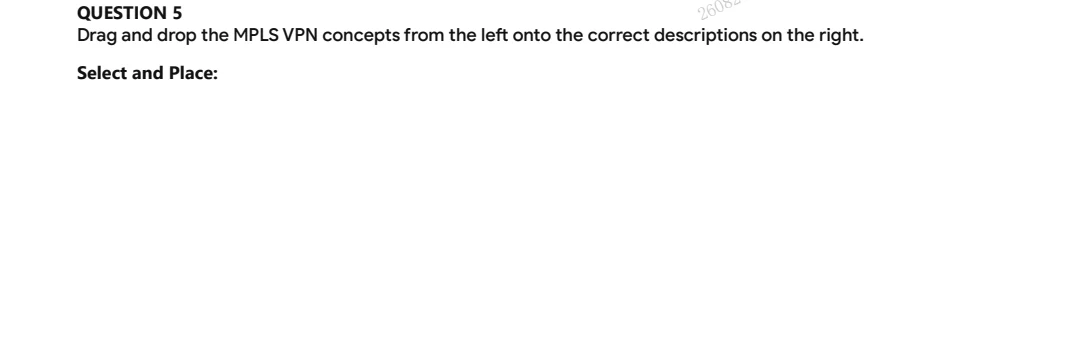 QUESTION 5
Drag and drop the MPLS VPN concepts from the left onto the correct descriptions on the right.
Select and Place: